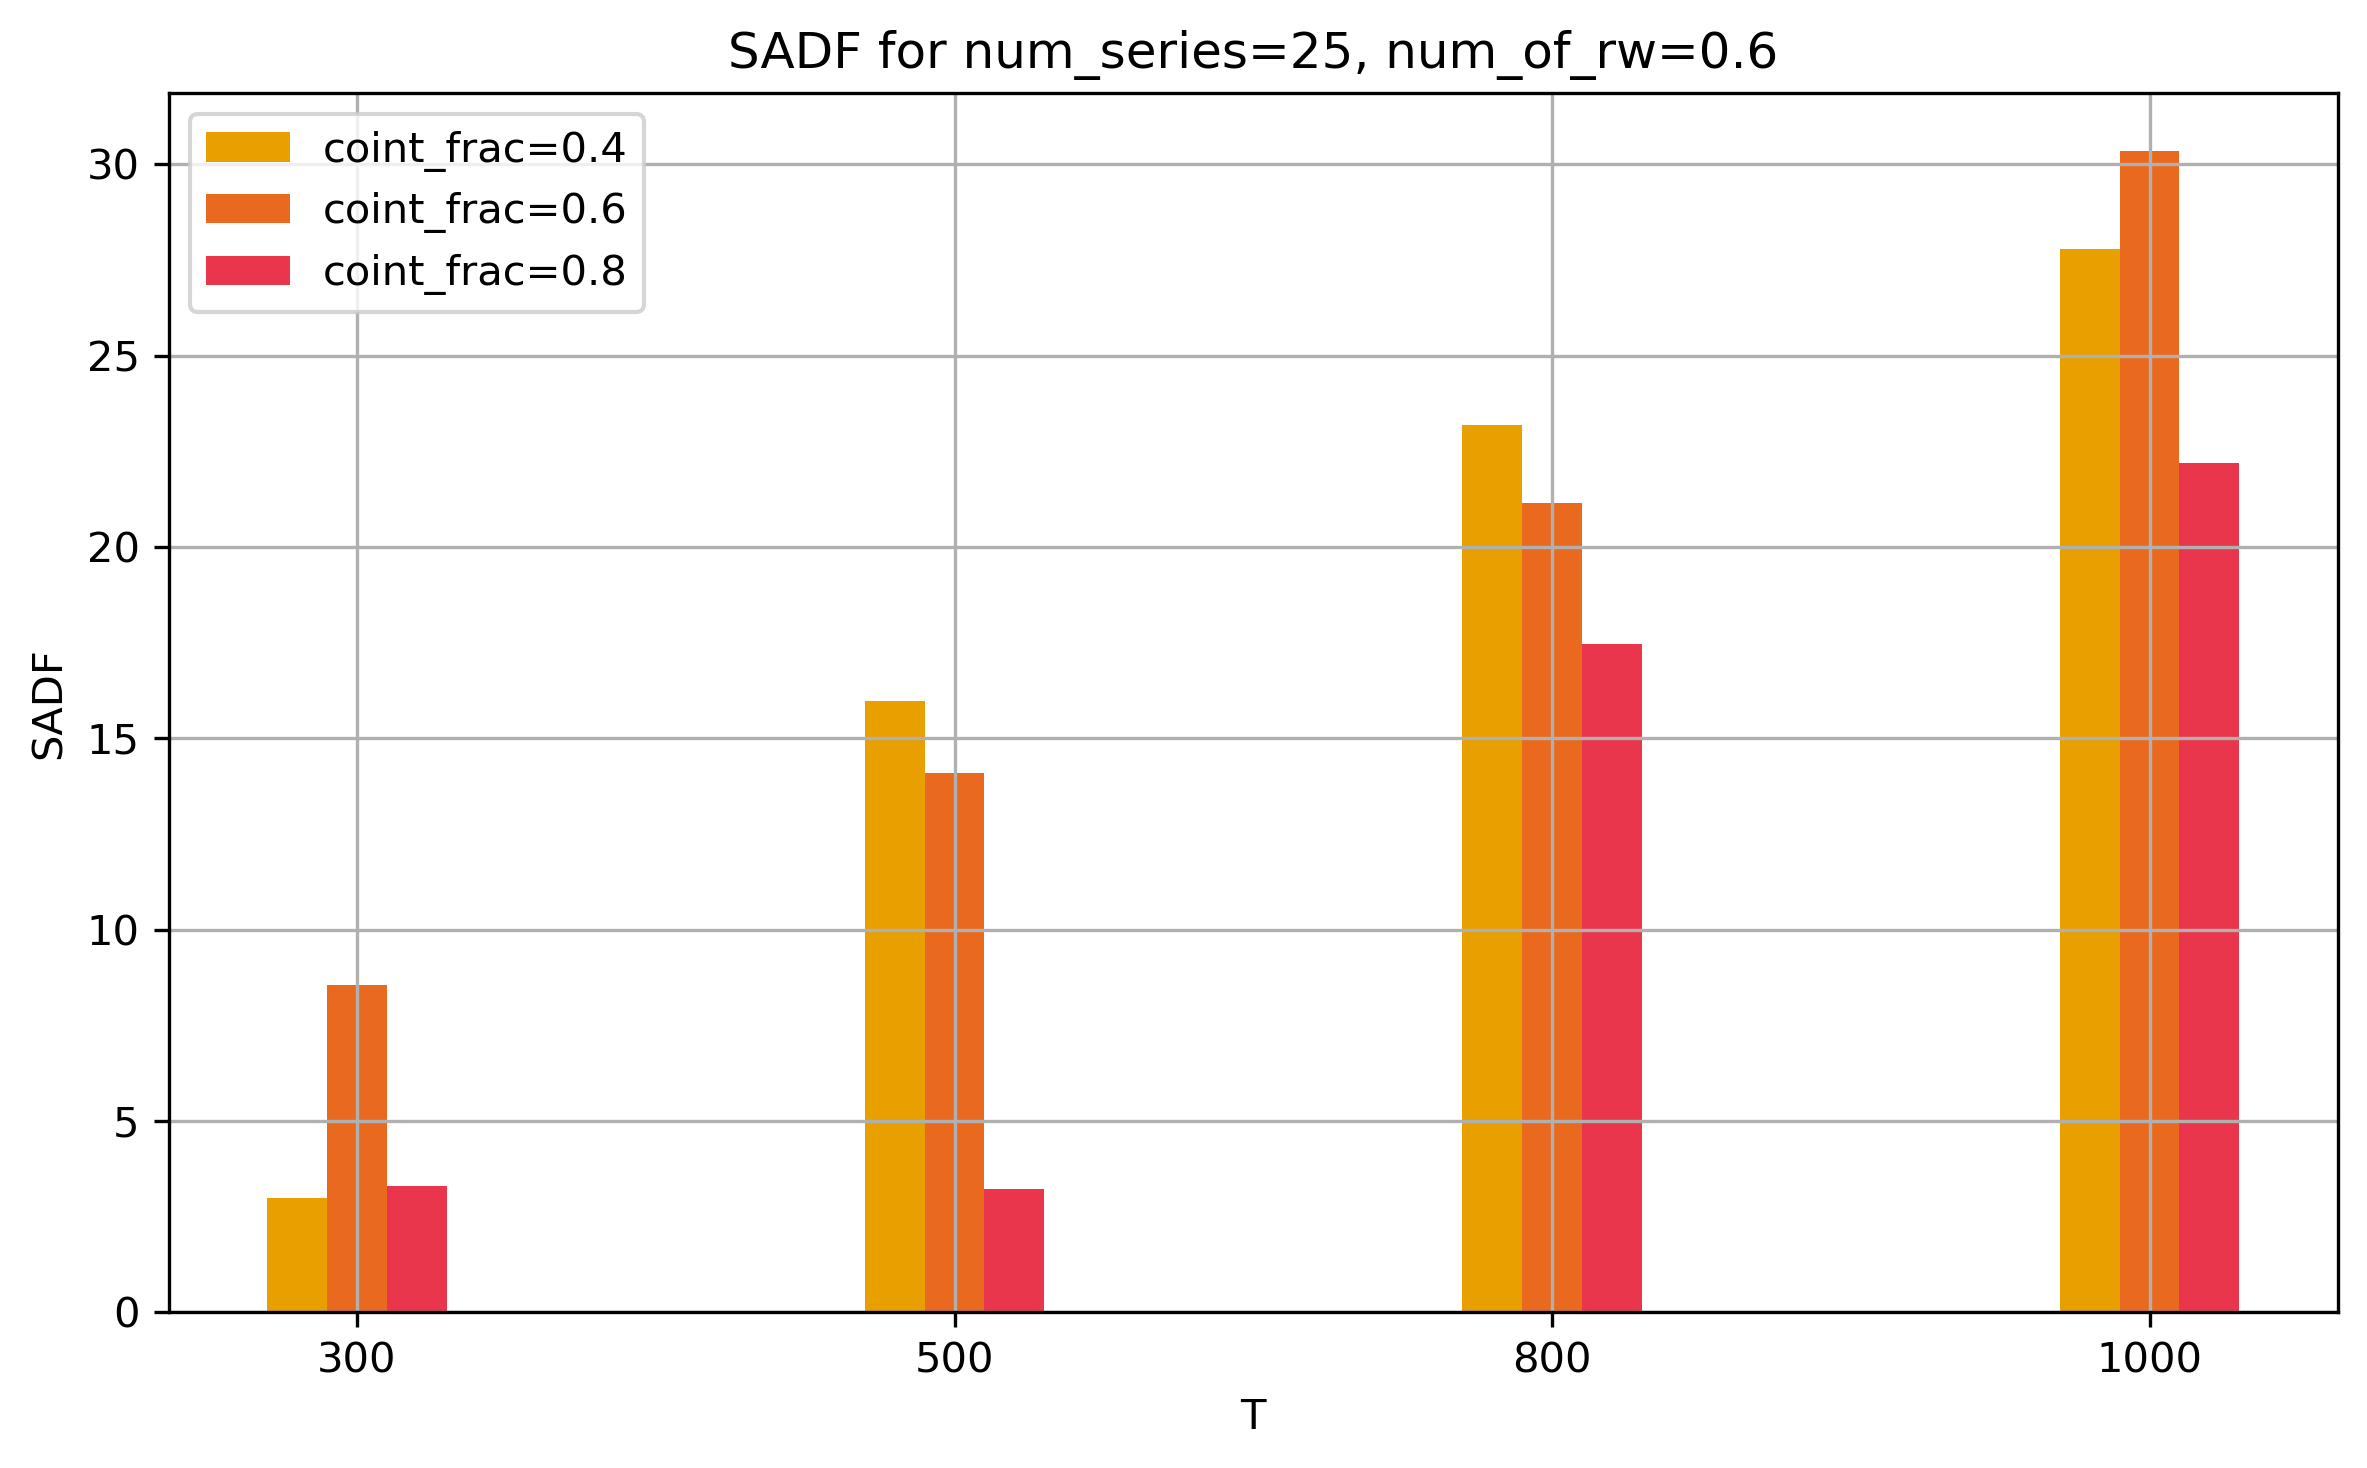 SADF for num_series=25, num_of_rw=0.6
coint_frac=0.4
coint_frac=0.6
coint_frac=0.8
30
25
20
15
10
5
0
SADF
300 500 800 1000
T